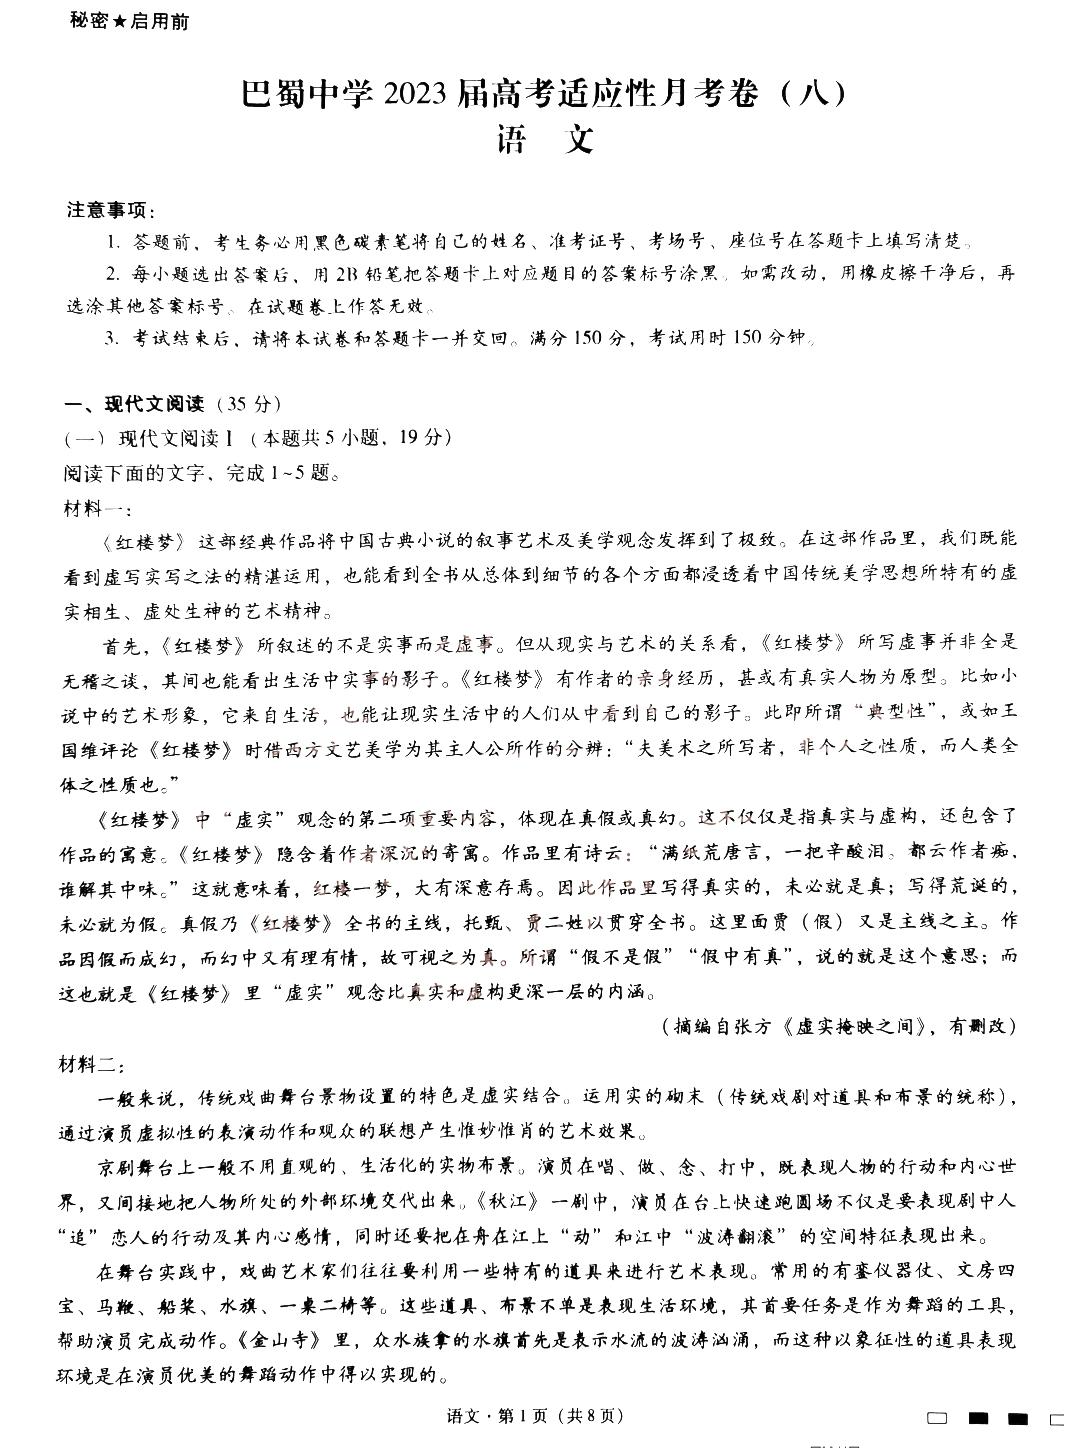 秘密★启用前
巴蜀中学 2023 届高考适应性月考卷（八）
语 文
注意事项：
1. 答题前，考生务必用黑色碳素笔将自己的姓名、准考证号、考场号、座位号在答题卡上填写清楚。
2. 每小题选出答案后，用 2B 铅笔把答题卡上对应题目的答案标号涂黑。如需改动，用橡皮擦干净后，再
选涂其他答案标号。在试题卷上作答无效。
3. 考试结束后，请将本试卷和答题卡一并交回。满分 150 分，考试用时 150 分钟。
一、现代文阅读（35 分）
（一）现代文阅读Ⅰ（本题共 5 小题，19 分）
阅读下面的文字，完成 1~5 题。
材料一：
《红楼梦》这部经典作品将中国古典小说的叙事艺术及美学观念发挥到了极致。在这部作品里，我们既能
看到虚写实写之法的精湛运用，也能看到全书从总体到细节的各个方面都浸透着中国传统美学思想所特有的虚
实相生、虚处生神的艺术精神。
首先，《红楼梦》所叙述的不是实事而是虚事。但从现实与艺术的关系看，《红楼梦》所写虚事并非全是
无稽之谈，其间也能看出生活中实事的影子。《红楼梦》有作者的亲身经历，甚或有真实人物为原型。比如小
说中的艺术形象，它来自生活，也能让现实生活中的人们从中看到自己的影子。此即所谓“典型性”，或如王
国维评论《红楼梦》时借西方文艺美学为其主人公所作的分辨：“夫美术之所写者，非个人之性质，而人类全
体之性质也。”
《红楼梦》中“虚实”观念的第二项重要内容，体现在真假或真幻。这不仅仅是指真实与虚构，还包含了
作品的寓意。《红楼梦》隐含着作者深沉的寄寓。作品里有诗云：“满纸荒唐言，一把辛酸泪。都云作者痴，
谁解其中味。”这就意味着，红楼一梦，大有深意存焉。因此作品里写得真实的，未必就是真；写得荒诞的，
未必就为假。真假乃《红楼梦》全书的主线，托甄、贾二姓以贯穿全书。这里面贾（假）又是主线之主。作
品因假而成幻，而幻中又有理有情，故可视之为真。所谓“假不是假”“假中有真”，说的就是这个意思；而
这也就是《红楼梦》里“虚实”观念比真实和虚构更深一层的内涵。
（摘编自张方《虚实掩映之间》，有删改）
材料二：
一般来说，传统戏曲舞台景物设置的特色是虚实结合。运用实的砌末（传统戏剧对道具和布景的统称），
通过演员虚拟性的表演动作和观众的联想产生惟妙惟肖的艺术效果。
京剧舞台上一般不用直观的、生活化的实物布景。演员在唱、做、念、打中，既表现人物的行动和内心世
界，又间接地把人物所处的外部环境交代出来。《秋江》一剧中，演员在台上快速跑圆场不仅是要表现剧中人
“追”恋人的行动及其内心感情，同时还要把在舟在江上“动”和江中“波涛翻滚”的空间特征表现出来。
在舞台实践中，戏曲艺术家们往往要利用一些特有的道具来进行艺术表现。常用的有銮仪器仗、文房四
宝、马鞭、船桨、水旗、一桌二椅等。这些道具、布景不单是表现生活环境，其首要任务是作为舞蹈的工具，
帮助演员完成动作。《金山寺》里，众水族拿的水旗首先是表示水流的波涛汹涌，而这种以象征性的道具表现
环境是在演员优美的舞蹈动作中得以实现的。
语文·第 1 页（共 8 页）